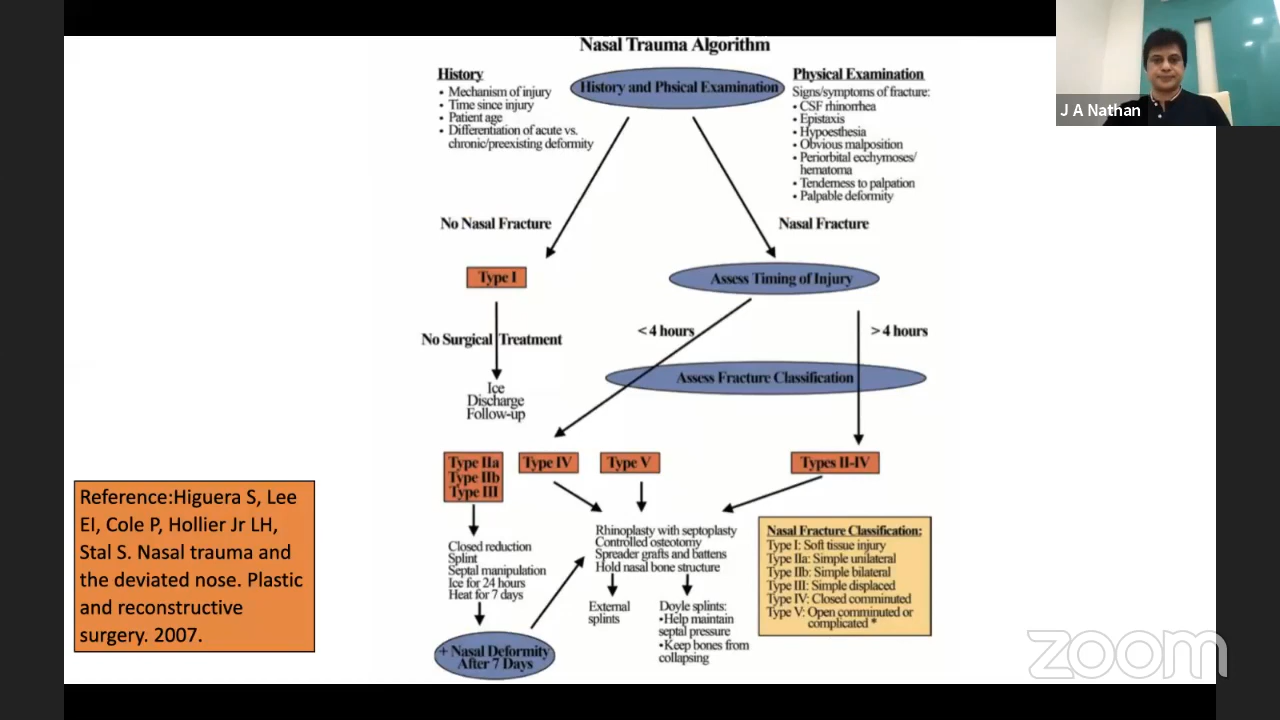 Nasal Trauma Algorithm
History
• Mechanism of injury
• Time since injury
• Patient age
• Differentiation of acute vs.
chronic/preexisting deformity
History and Phsical Examination
Physical Examination
Signs/symptoms of fracture:
• CSF rhinorrhea
• Epistaxis
• Hypoesthesia
• Obvious malposition
• Periorbital ecchymoses/
hematoma
• Tenderness to palpation
• Palpable deformity
J A Nathan
No Nasal Fracture
Nasal Fracture
Type I
Assess Timing of Injury
No Surgical Treatment
< 4 hours
> 4 hours
Ice
Discharge
Follow-up
Assess Fracture Classification
Type IIa
Type IIb
Type III
Type IV
Type V
Types II-IV
Closed reduction
Splint
Septal manipulation
Ice for 24 hours
Heat for 7 days
Rhinoplasty with septoplasty
Controlled osteotomy
Spreader grafts and battens
Hold nasal bone structure
External
splints
Doyle splints:
•Help maintain
septal pressure
•Keep bones from
collapsing
+ Nasal Deformity
After 7 Days
Nasal Fracture Classification:
Type I: Soft tissue injury
Type IIa: Simple unilateral
Type IIb: Simple bilateral
Type III: Simple displaced
Type IV: Closed comminuted
Type V: Open comminuted or
complicated *
Reference:Higuera S, Lee
EI, Cole P, Hollier Jr LH,
Stal S. Nasal trauma and
the deviated nose. Plastic
and reconstructive
surgery. 2007.
zoom